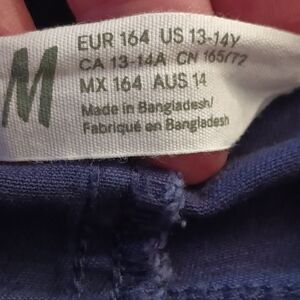 M
EUR 164 US 13-14Y
CA 13-14A CN 165/72
MX 164 AUS 14
Made in Bangladesh/
Fabriqué en Bangladesh